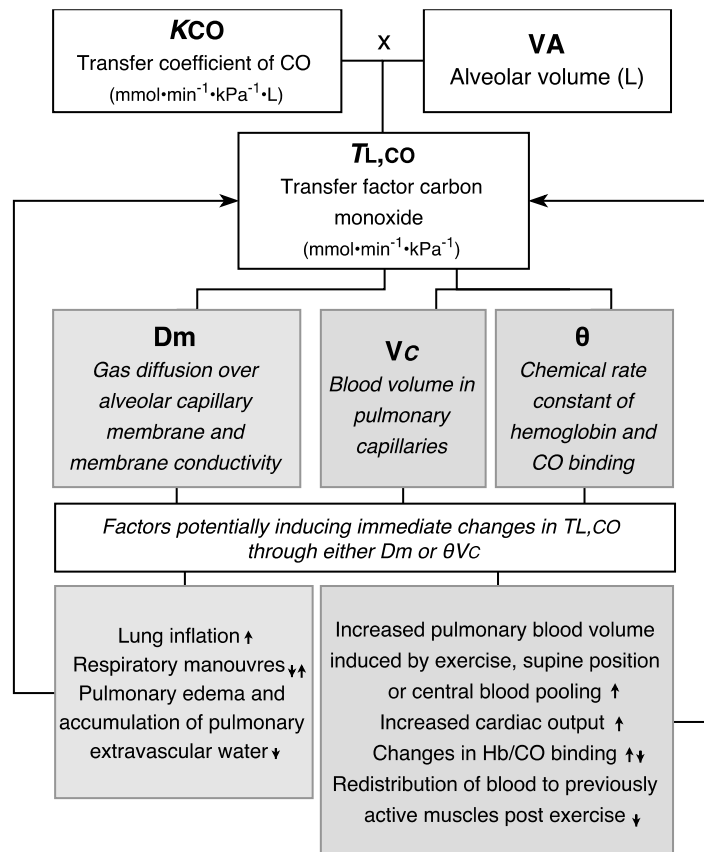 KCO
Transfer coefficient of CO
(mmol•min⁻¹•kPa⁻¹•L)
x
VA
Alveolar volume (L)
TL,CO
Transfer factor carbon
monoxide
(mmol•min⁻¹•kPa⁻¹)
Dm
Gas diffusion over
alveolar capillary
membrane and
membrane conductivity
Vc
Blood volume in
pulmonary
capillaries
θ
Chemical rate
constant of
hemoglobin and
CO binding
Factors potentially inducing immediate changes in TL,CO
through either Dm or θVc
Lung inflation ↑
Respiratory manouvres ↓↑
Pulmonary edema and
accumulation of pulmonary
extravascular water ↓
Increased pulmonary blood volume
induced by exercise, supine position
or central blood pooling ↑
Increased cardiac output ↑
Changes in Hb/CO binding ↑↓
Redistribution of blood to previously
active muscles post exercise ↓